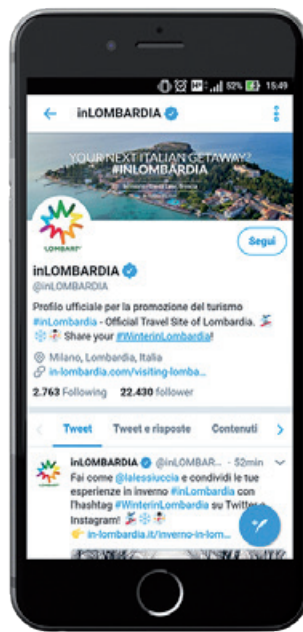 52% 15:49
inLOMBARDIA
YOUR NEXT ITALIAN GETAWAY?
#INLOMBARDIA
LOMBARDY
Segui
inLOMBARDIA
@inLOMBARDIA
Profilo ufficiale per la promozione del turismo
#inLombardia - Official Travel Site of Lombardia.
Share your #WinterinLombardia!
Milano, Lombardia, Italia
in-lombardia.com/visiting-lomba...
2.763 Following 22.430 follower
Tweet Tweet e risposte Contenuti
inLOMBARDIA @inLOMBAR... · 52min
Fai come @lalessiuccia e condividi le tue
esperienze in inverno #inLombardia con
l'hashtag #WinterInLombardia su Twitter e
Instagram!
in-lombardia.it/inverno-in-lom...